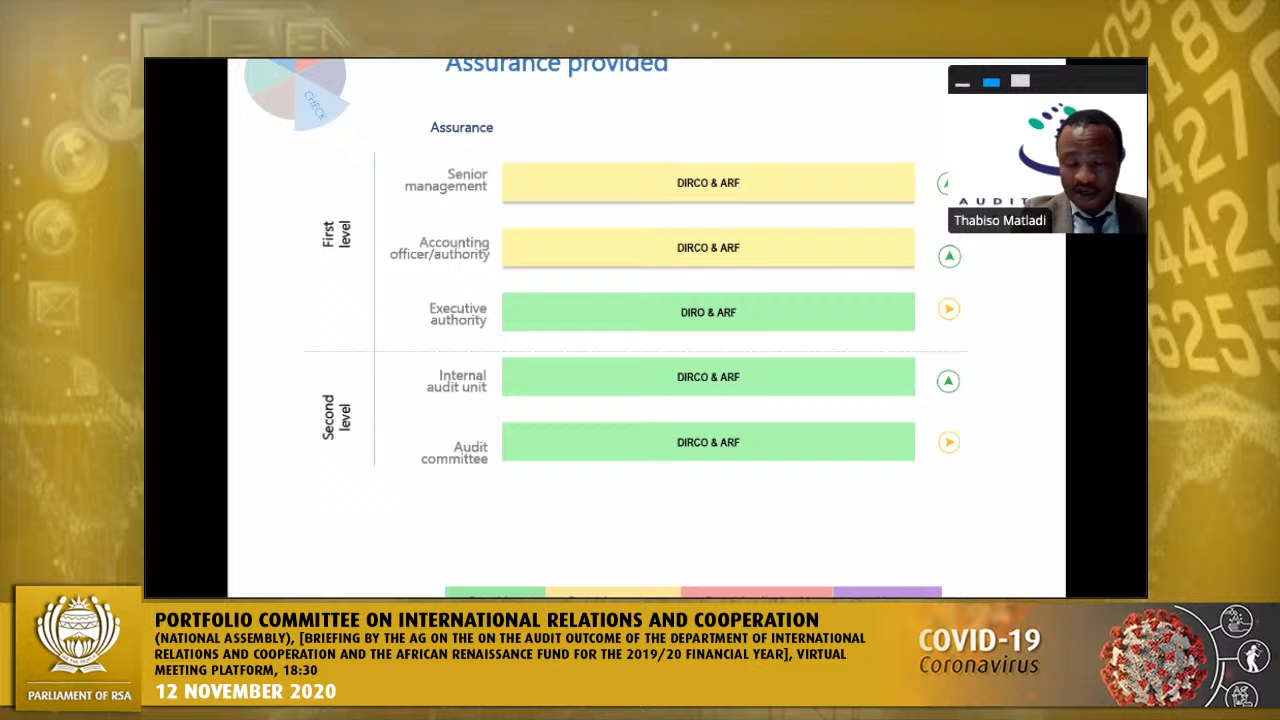 Assurance provided
CHECK
Assurance
First
level
Senior
management
DIRCO & ARF
Accounting
officer/authority
DIRCO & ARF
Executive
authority
DIRO & ARF
Second
level
Internal
audit unit
DIRCO & ARF
Audit
committee
DIRCO & ARF
AUDIT
Thabiso Matladi
PARLIAMENT OF RSA
PORTFOLIO COMMITTEE ON INTERNATIONAL RELATIONS AND COOPERATION
(NATIONAL ASSEMBLY), [BRIEFING BY THE AG ON THE ON THE AUDIT OUTCOME OF THE DEPARTMENT OF INTERNATIONAL
RELATIONS AND COOPERATION AND THE AFRICAN RENAISSANCE FUND FOR THE 2019/20 FINANCIAL YEAR], VIRTUAL
MEETING PLATFORM, 18:30
12 NOVEMBER 2020
COVID-19
Coronavirus